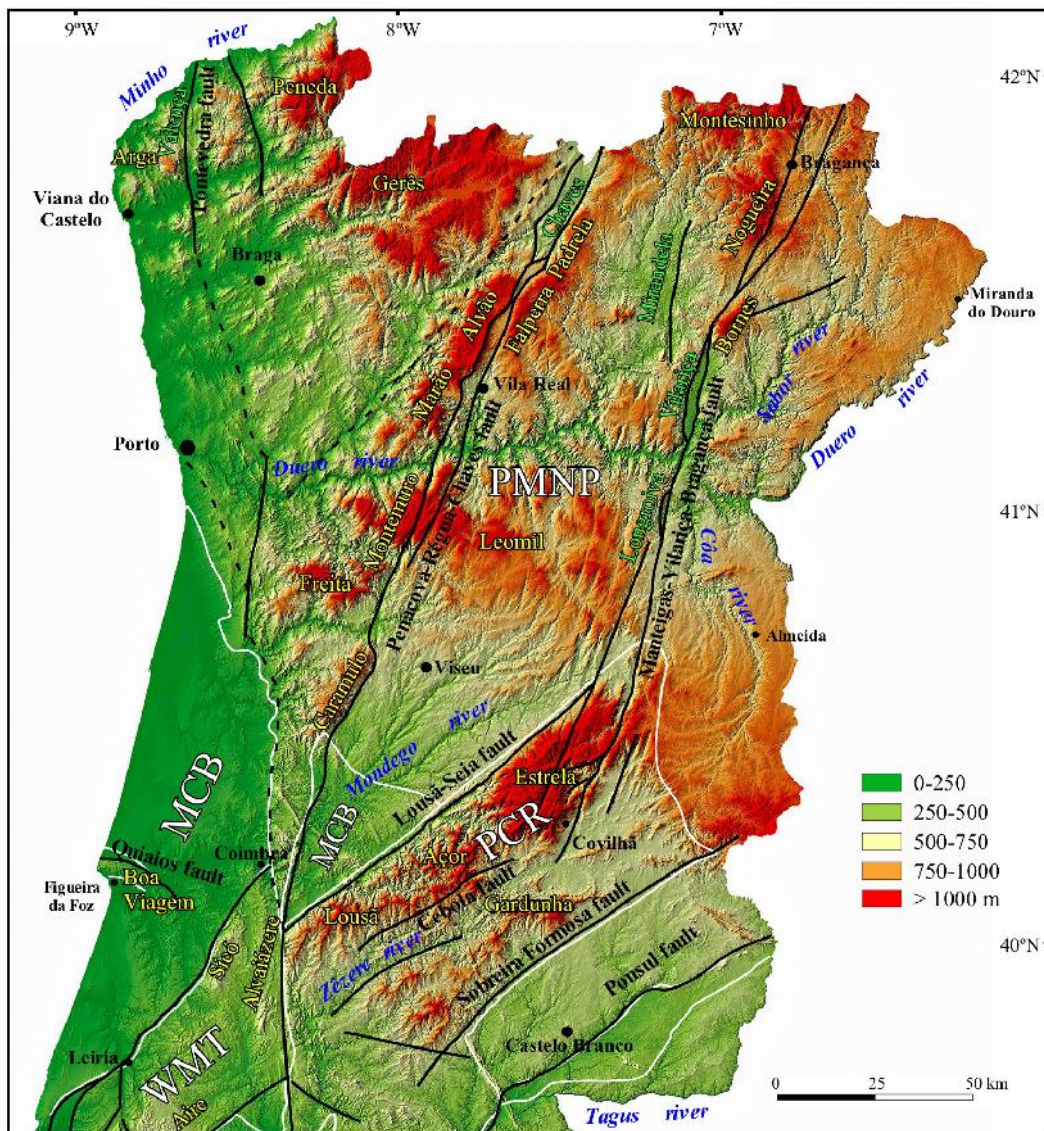 9ºW
8ºW
7ºW
Minho river
42ºN
Peneda
Valença
Pontevedra fault
Montesinho
Arga
Bragança
Viana do
Castelo
Gerês
Chaves
Nogueira
Padrela
Braga
Mirandela
Alvão
Falperra
Miranda
do Douro
Bornes
Marão
Vila Real
Vilariça
Sabor river
Duero river
Porto
Duero river
PMNP
41ºN
Montemuro
Penacova-Régua-Chaves fault
Longroiva
Manteigas-Vilariça-Bragança fault
Leomil
Côa river
Freita
Almeida
Viseu
Caramulo
Mondego river
Lousã-Seia fault
MCB
Estrela
MCB
PCR
0-250
250-500
500-750
750-1000
> 1000 m
Quiaios fault
Coimbra
Covilhã
Açor
Figueira
da Foz
Boa
Viagem
Lousã
Cebola fault
Gardunha
40ºN
Sicó
Alvaiázere
Zêzere river
Sobreira Formosa fault
Ponsul fault
Leiria
WMT
Castelo Branco
Aire
0 25 50 km
Tagus river